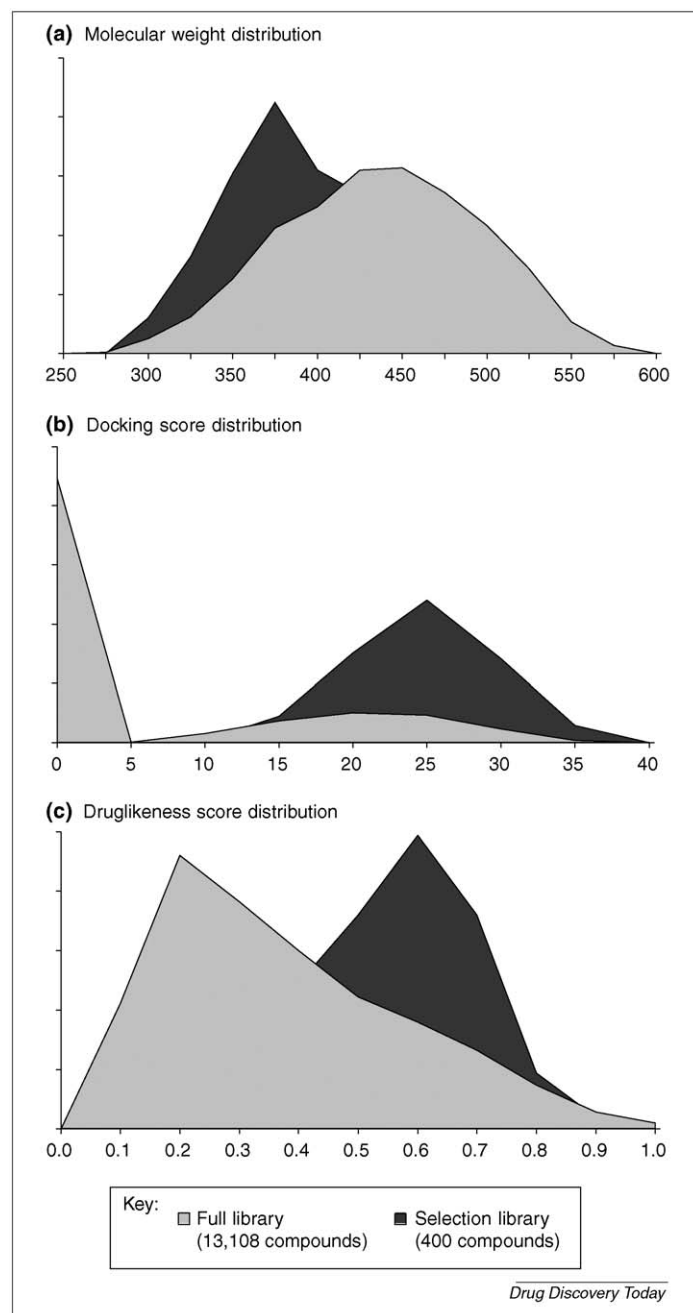 (a) Molecular weight distribution
250 300 350 400 450 500 550 600
(b) Docking score distribution
0 5 10 15 20 25 30 35 40
(c) Druglikeness score distribution
0.0 0.1 0.2 0.3 0.4 0.5 0.6 0.7 0.8 0.9 1.0
Key:
Full library
(13,108 compounds)
Selection library
(400 compounds)
Drug Discovery Today